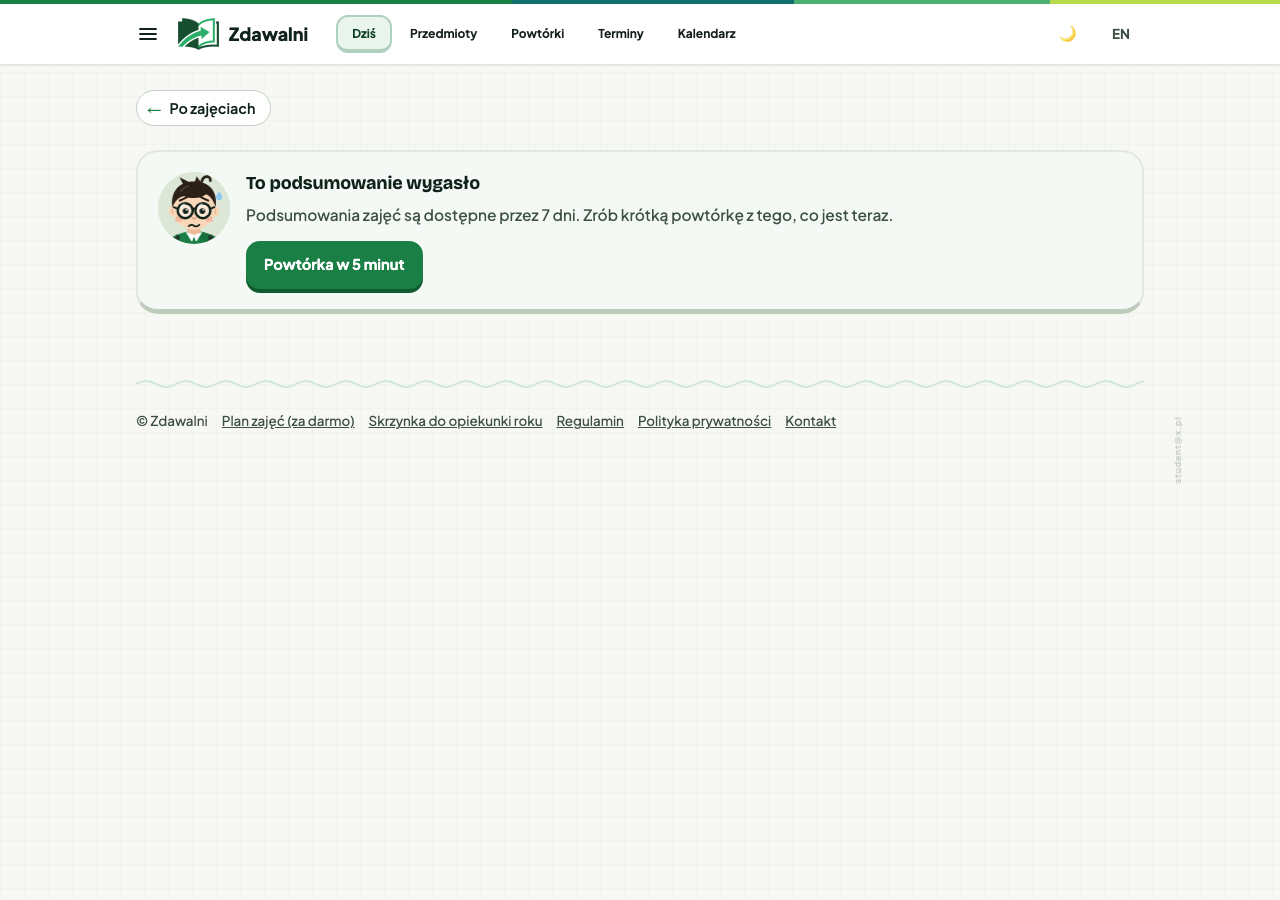 Zdawalni
Dziś
Przedmioty
Powtórki
Terminy
Kalendarz
EN
← Po zajęciach
To podsumowanie wygasło
Podsumowania zajęć są dostępne przez 7 dni. Zrób krótką powtórkę z tego, co jest teraz.
Powtórka w 5 minut
© Zdawalni Plan zajęć (za darmo) Skrzynka do opiekunki roku Regulamin Polityka prywatności Kontakt
student@x.pl